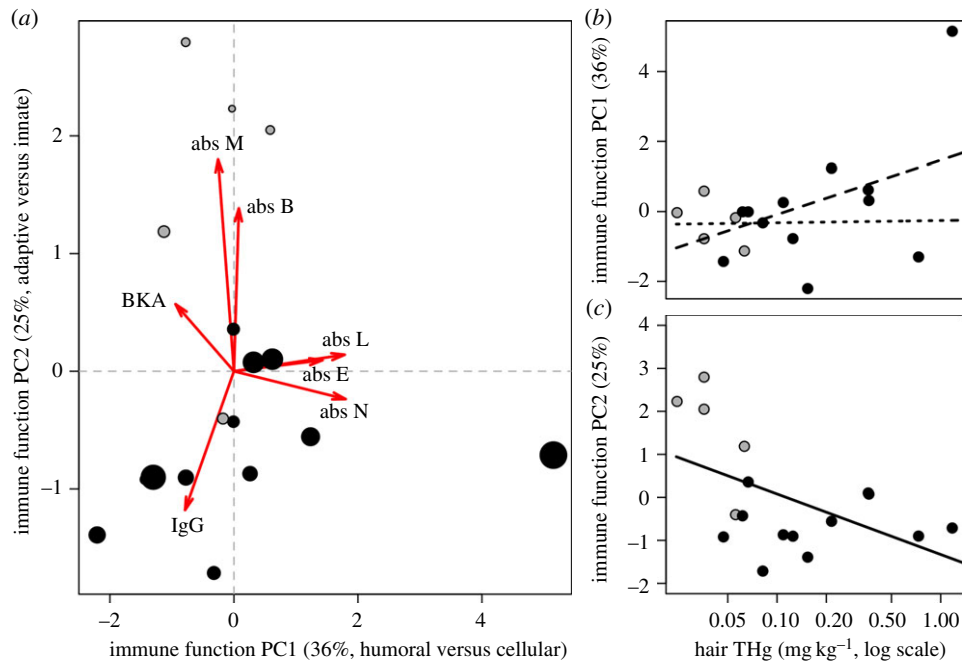 (a)
immune function PC2 (25%, adaptive versus innate)
2
1
0
–1
abs M
abs B
BKA
abs L
abs E
abs N
IgG
–2
0
2
4
immune function PC1 (36%, humoral versus cellular)
(b)
immune function PC1 (36%)
4
2
0
–2
(c)
immune function PC2 (25%)
4
3
2
1
0
–1
–2
0.05
0.10
0.20
0.50
1.00
hair THg (mg kg–1, log scale)